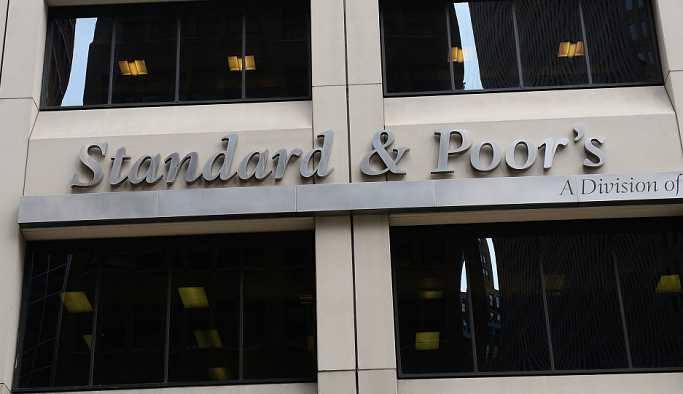 Standard & Poor's
A Division of